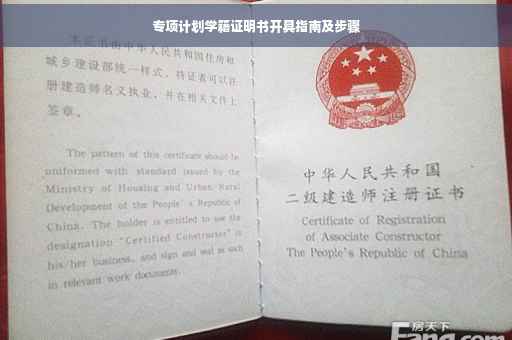 专项计划学籍证明书开具指南及步骤
本证书由中华人民共和国住房和
城乡建设部统一样式，持证者可以注
册建造师名义执业，并在相关文件上
签章。
The pattern of this certificate should be
uniformed with standard issued by the
Ministry of Housing and Urban Rural
Development of the People's Republic of
China. The holder is entitled to use the
designation "Certified Constructor" in
his/her business, and sign and seal as such
in relevant work documents.
中华人民共和国
二级建造师注册证书
Certificate of Registration
of Associate Constructor
The People's Republic of China
房天下
Fang.com